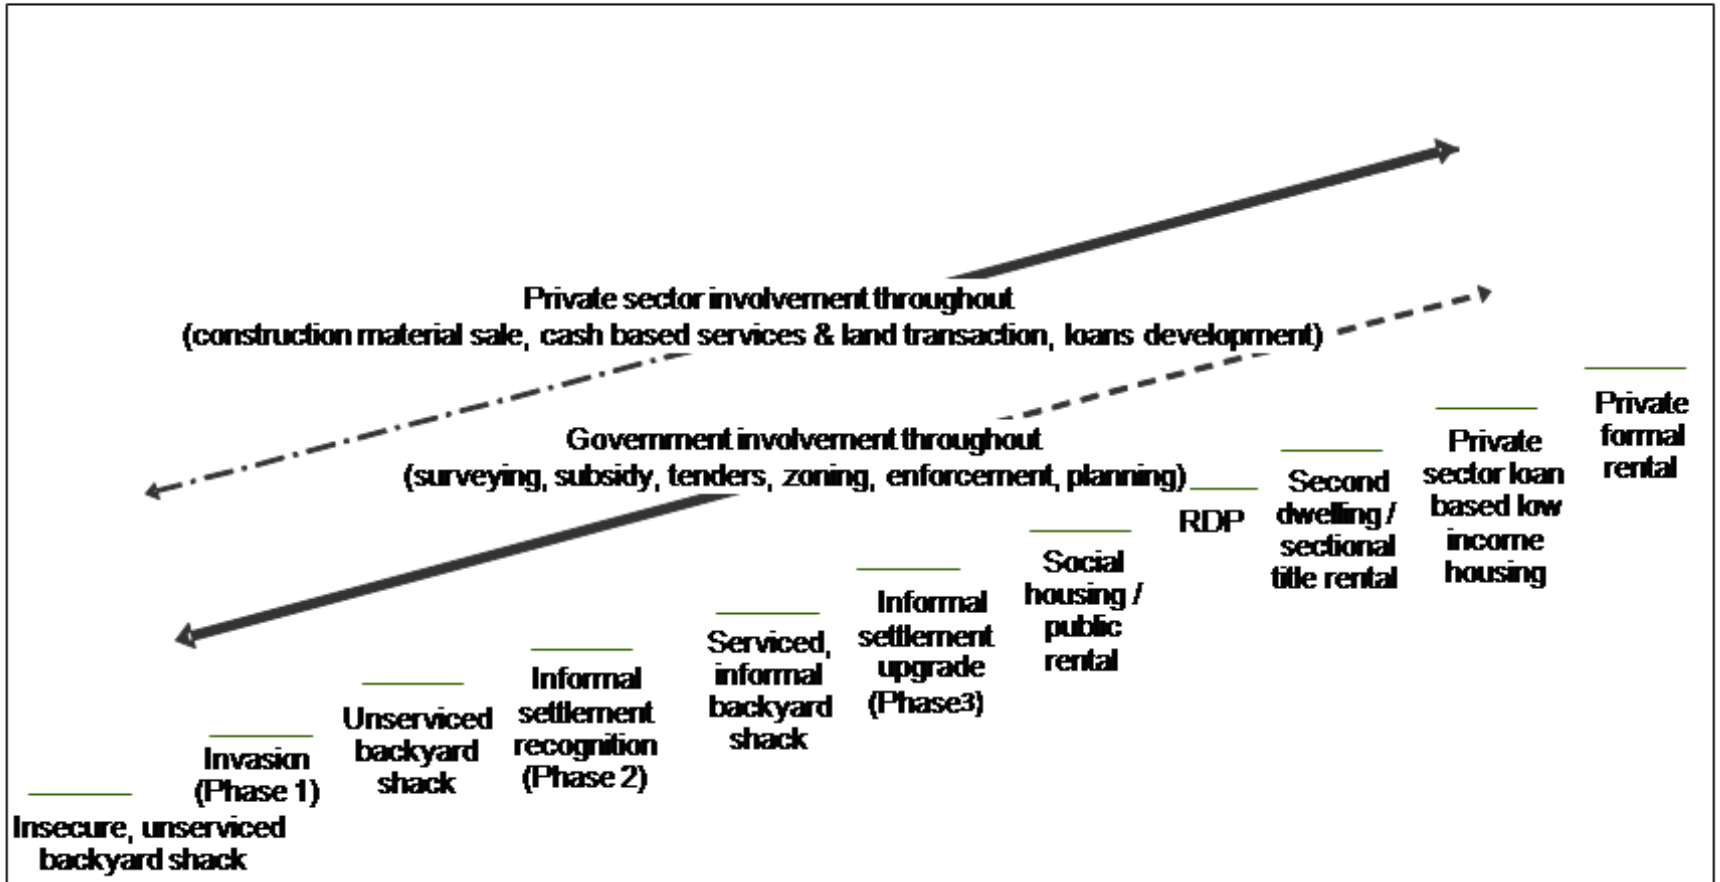 Private sector involvement throughout
(construction material sale, cash based services & land transaction, loans development)
Government involvement throughout
(surveying, subsidy, tenders, zoning, enforcement, planning)
Insecure, unserviced
backyard shack
Invasion
(Phase 1)
Unserviced
backyard
shack
Informal
settlement
recognition
(Phase 2)
Serviced,
informal
backyard
shack
Informal
settlement
upgrade
(Phase3)
Social
housing /
public
rental
RDP
Second
dwelling /
sectional
title rental
Private
sector loan
based low
income
housing
Private
formal
rental